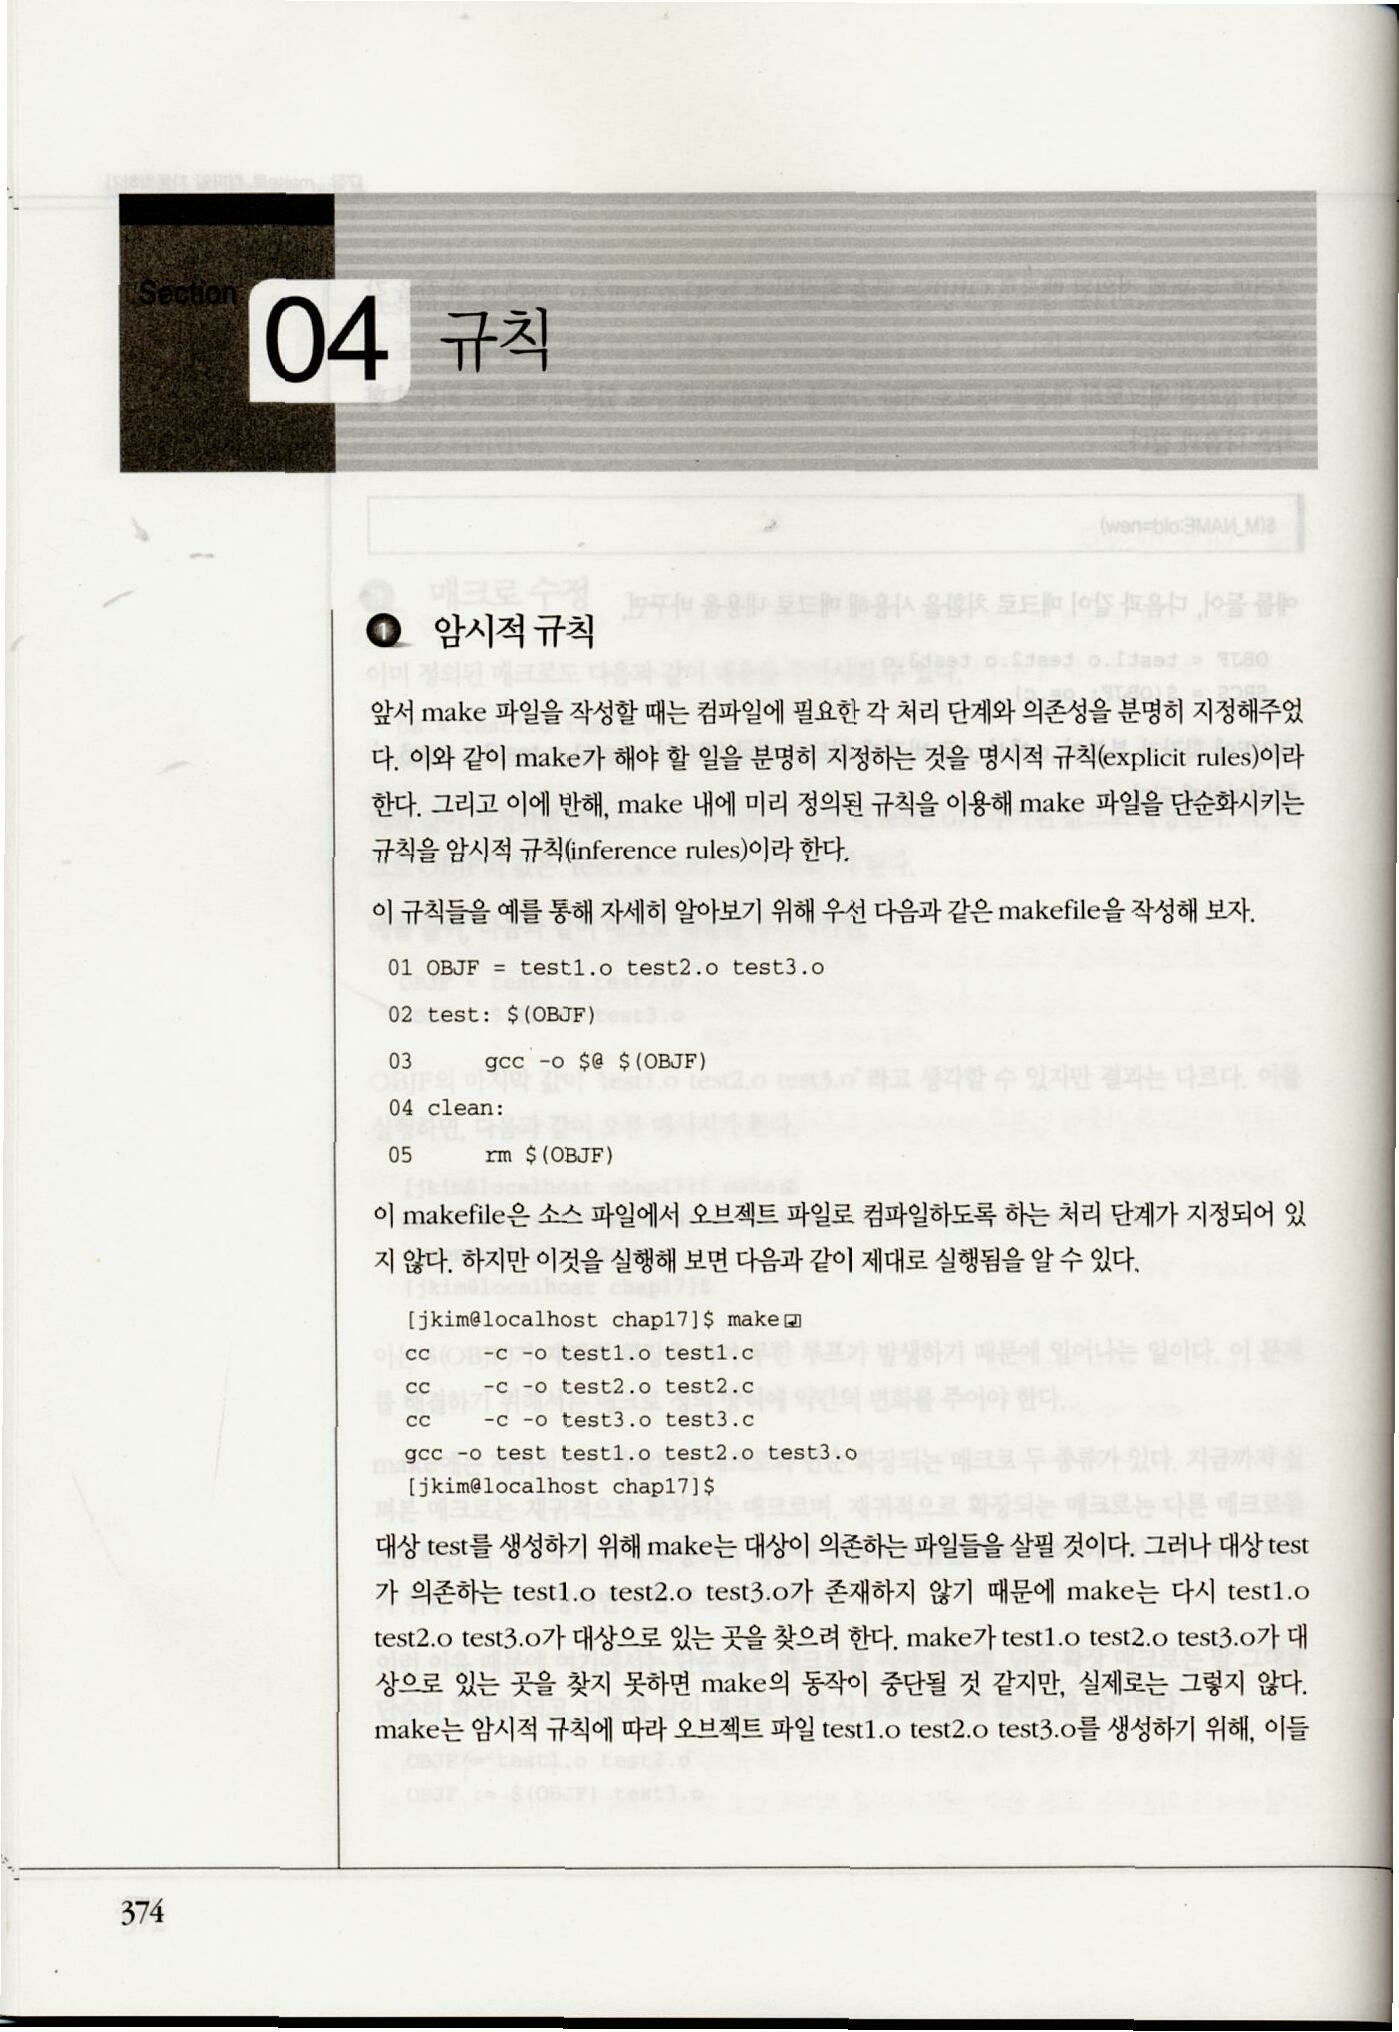 Section
04 규칙
1 암시적 규칙
앞서 make 파일을 작성할 때는 컴파일에 필요한 각 처리 단계와 의존성을 분명히 지정해주었
다. 이와 같이 make가 해야 할 일을 분명히 지정하는 것을 명시적 규칙(explicit rules)이라
한다. 그리고 이에 반해, make 내에 미리 정의된 규칙을 이용해 make 파일을 단순화시키는
규칙을 암시적 규칙(inference rules)이라 한다.
이 규칙들을 예를 통해 자세히 알아보기 위해 우선 다음과 같은 makefile을 작성해 보자.
01 OBJF = test1.o test2.o test3.o
02 test: $(OBJF)
03 gcc -o $@ $(OBJF)
04 clean:
05 rm $(OBJF)
이 makefile은 소스 파일에서 오브젝트 파일로 컴파일하도록 하는 처리 단계가 지정되어 있
지 않다. 하지만 이것을 실행해 보면 다음과 같이 제대로 실행됨을 알 수 있다.
[jkim@localhost chap17]$ make
cc -c -o test1.o test1.c
cc -c -o test2.o test2.c
cc -c -o test3.o test3.c
gcc -o test test1.o test2.o test3.o
[jkim@localhost chap17]$
대상 test를 생성하기 위해 make는 대상이 의존하는 파일들을 살필 것이다. 그러나 대상 test
가 의존하는 test1.o test2.o test3.o가 존재하지 않기 때문에 make는 다시 test1.o
test2.o test3.o가 대상으로 있는 곳을 찾으려 한다. make가 test1.o test2.o test3.o가 대
상으로 있는 곳을 찾지 못하면 make의 동작이 중단될 것 같지만, 실제로는 그렇지 않다.
make는 암시적 규칙에 따라 오브젝트 파일 test1.o test2.o test3.o를 생성하기 위해, 이들
374